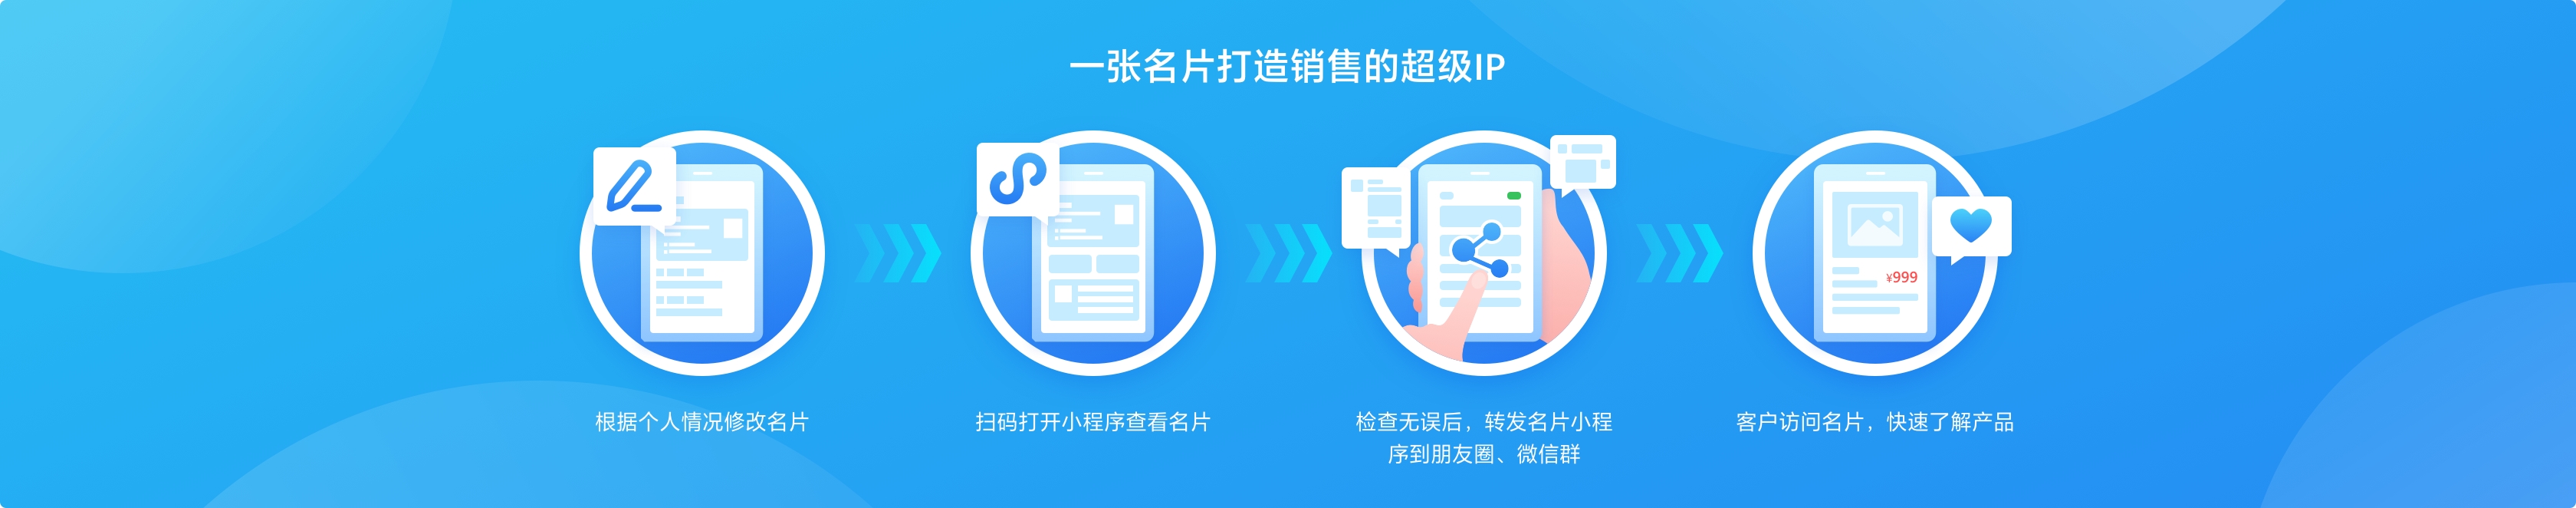 一张名片打造销售的超级IP
¥999
根据个人情况修改名片
扫码打开小程序查看名片
检查无误后，转发名片小程
序到朋友圈、微信群
客户访问名片，快速了解产品